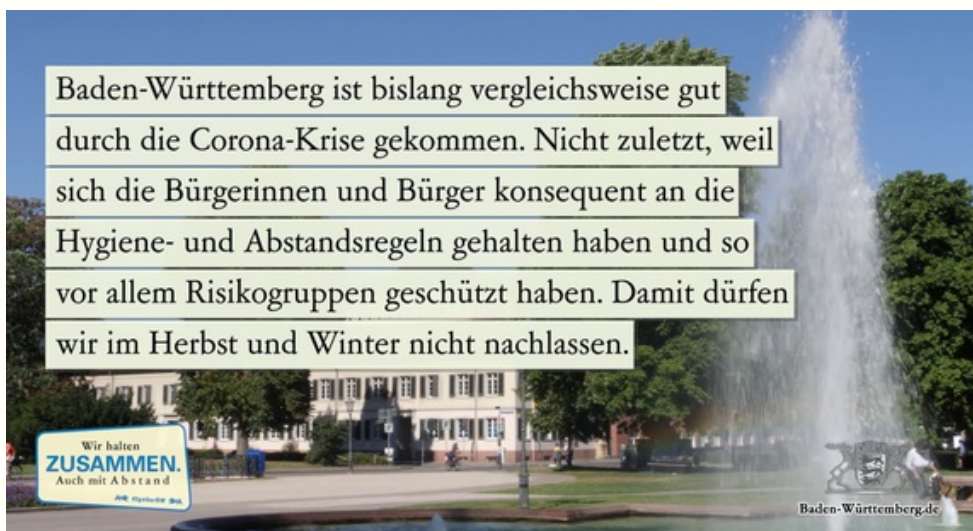 Baden-Württemberg ist bislang vergleichsweise gut
durch die Corona-Krise gekommen. Nicht zuletzt, weil
sich die Bürgerinnen und Bürger konsequent an die
Hygiene- und Abstandsregeln gehalten haben und so
vor allem Risikogruppen geschützt haben. Damit dürfen
wir im Herbst und Winter nicht nachlassen.
Wir halten
ZUSAMMEN.
Auch mit Abstand
Baden-Württemberg.de